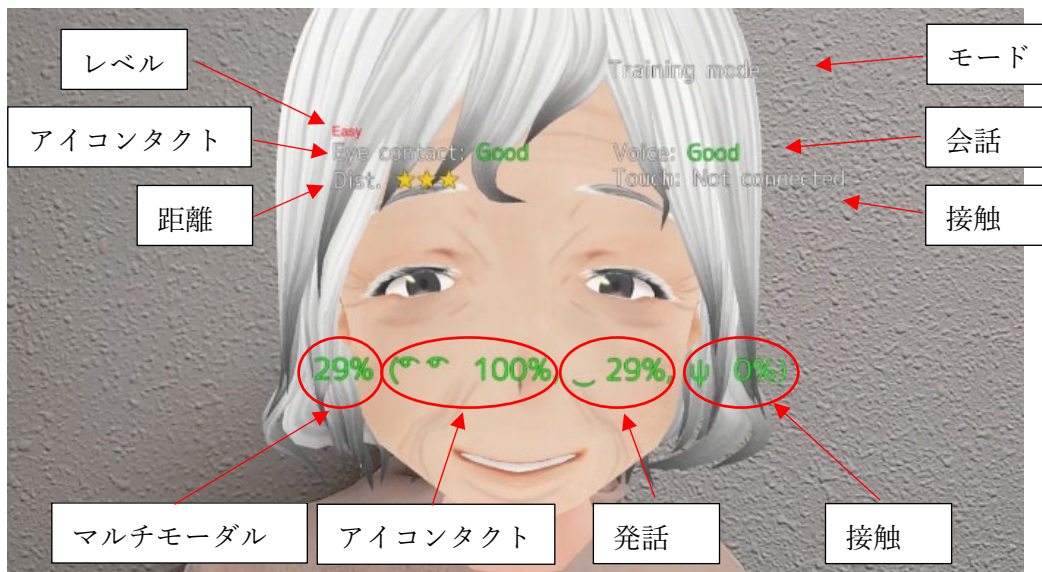 レベル
モード
Training mode
アイコンタクト
Easy
Eye contact: Good
Voice: Good
会話
Dist. ★★★
Touch: Not connected
距離
接触
29% ( 100%, 29%, ψ 0%)
マルチモーダル
アイコンタクト
発話
接触